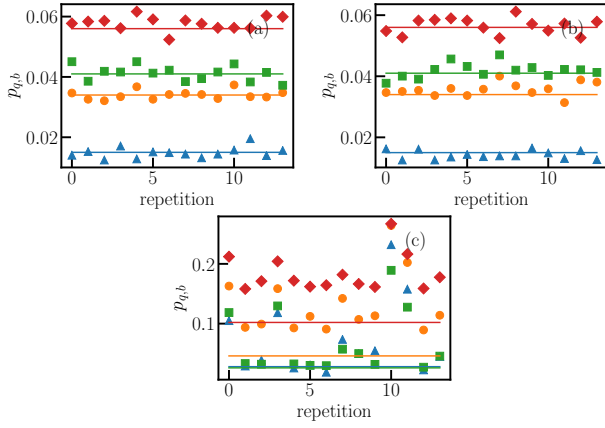 0.06
(a)
0.04
0.02
p_{q,b}
0 5 10
repetition
0.06
(b)
0.04
0.02
p_{q,b}
0 5 10
repetition
(c)
0.2
0.1
p_{q,b}
0 5 10
repetition